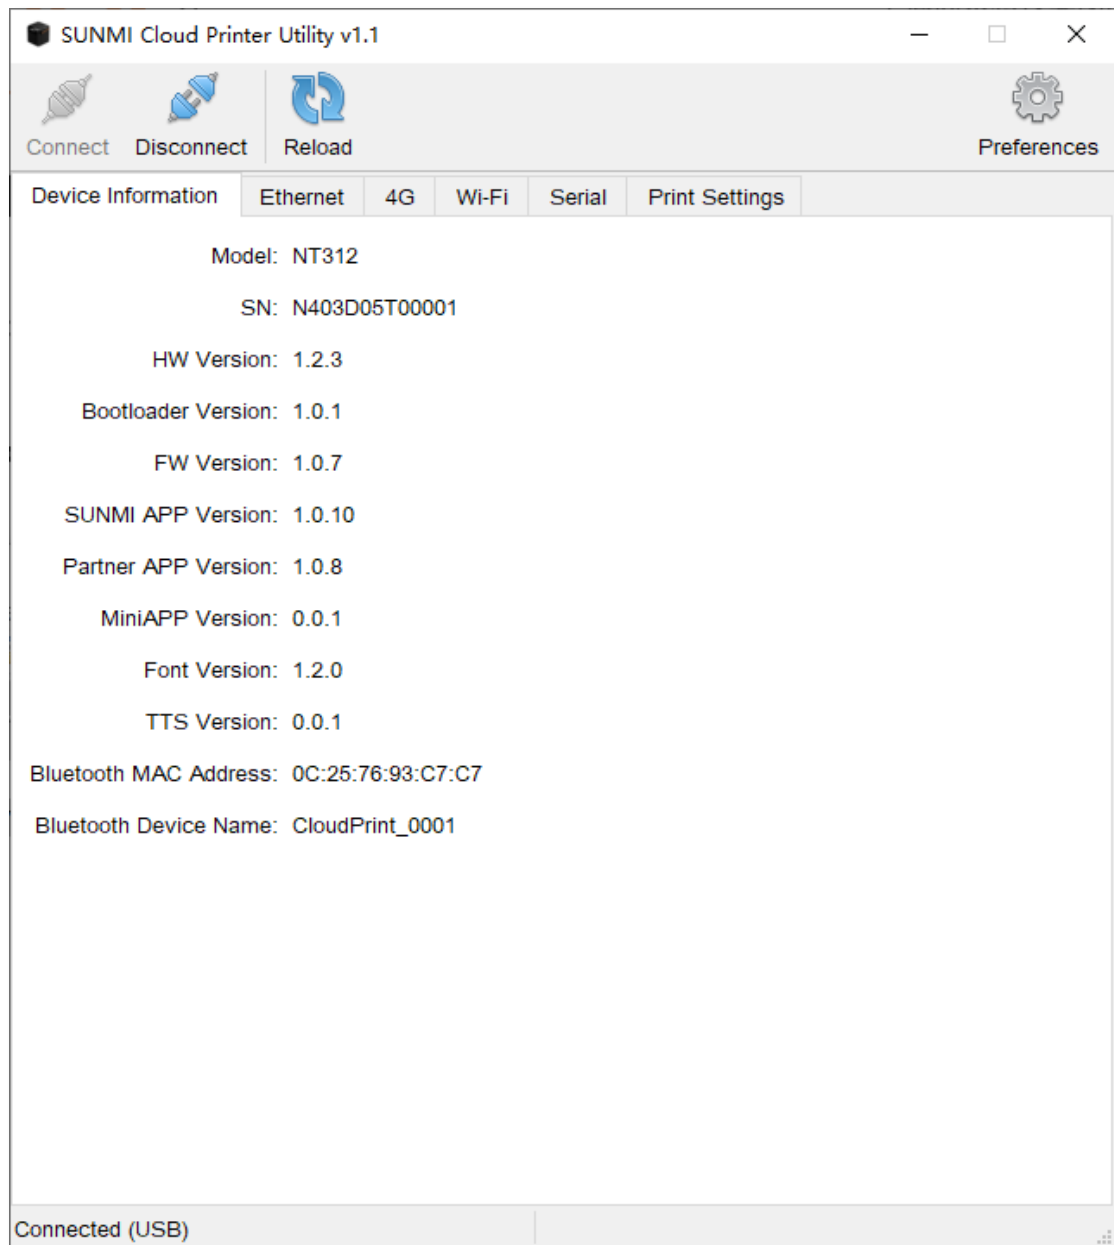 SUNMI Cloud Printer Utility v1.1
Connect Disconnect Reload Preferences
Device Information Ethernet 4G Wi-Fi Serial Print Settings
Model: NT312
SN: N403D05T00001
HW Version: 1.2.3
Bootloader Version: 1.0.1
FW Version: 1.0.7
SUNMI APP Version: 1.0.10
Partner APP Version: 1.0.8
MiniAPP Version: 0.0.1
Font Version: 1.2.0
TTS Version: 0.0.1
Bluetooth MAC Address: 0C:25:76:93:C7:C7
Bluetooth Device Name: CloudPrint_0001
Connected (USB)